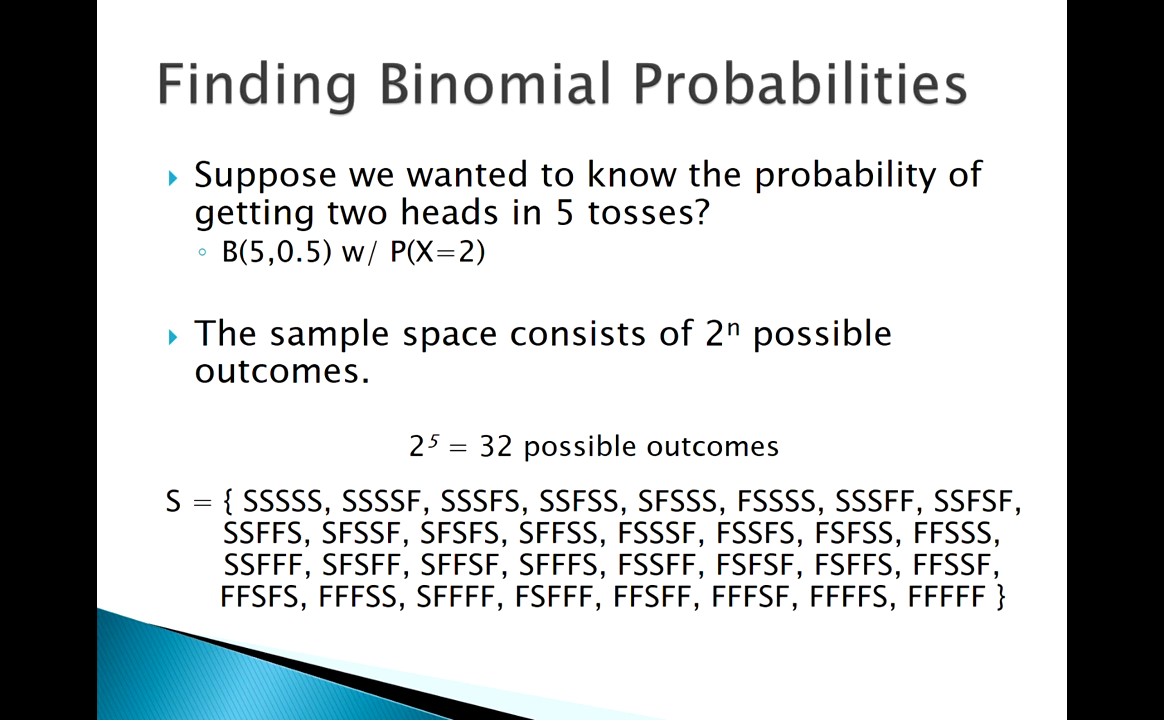 Finding Binomial Probabilities
Suppose we wanted to know the probability of
getting two heads in 5 tosses?
B(5,0.5) w/ P(X=2)
The sample space consists of 2ⁿ possible
outcomes.
2⁵ = 32 possible outcomes
S = { SSSSS, SSSSF, SSSFS, SSFSS, SFSSS, FSSSS, SSSFF, SSFSF,
SSFFS, SFSSF, SFSFS, SFFSS, FSSSF, FSSFS, FSFSS, FFSSS,
SSFFF, SFSFF, SFFSF, SFFFS, FSSFF, FSFSF, FSFFS, FFSSF,
FFSFS, FFFSS, SFFFF, FSFFF, FFSFF, FFFSF, FFFFS, FFFFF }